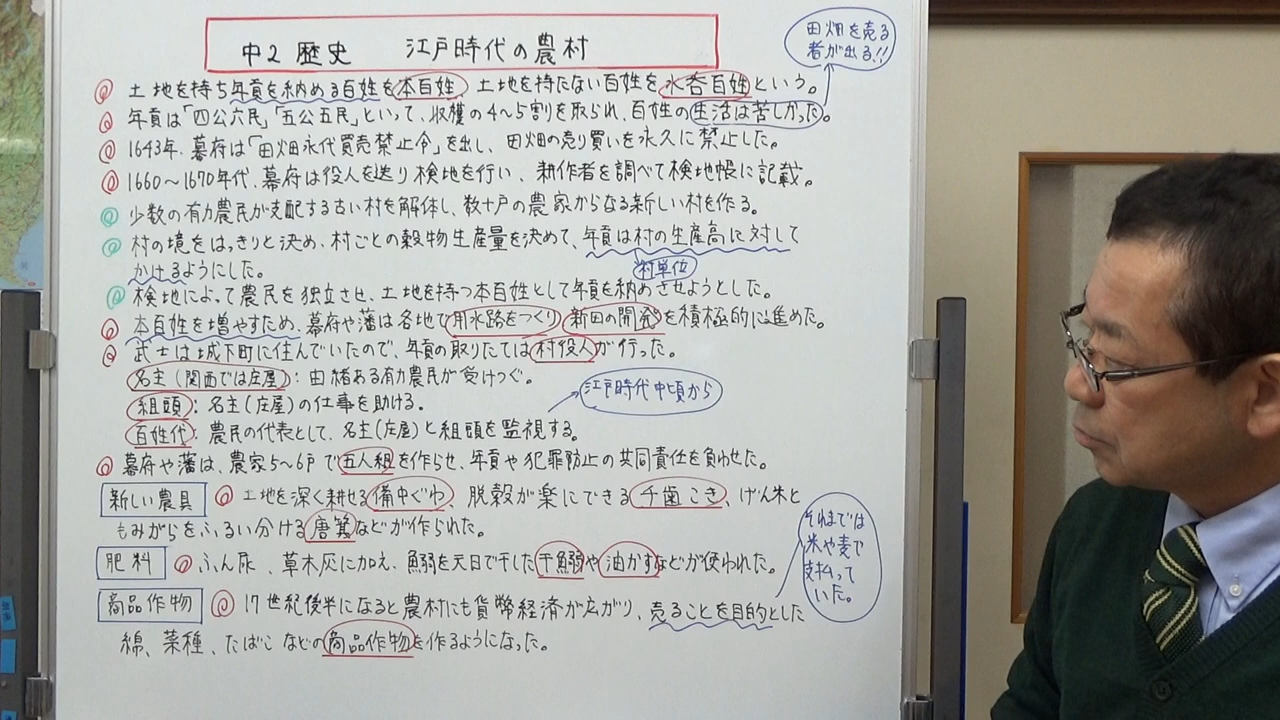 中2 歴史 江戸時代の農村
田畑を売る
者が出る!!
土地を持ち年貢を納める百姓を本百姓 土地を持たない百姓を水呑百姓という。
年貢は「四公六民」「五公五民」といって、収穫の4〜5割を取られ、百姓の生活は苦しかった。
1643年、幕府は「田畑永代買売禁止令」を出し、田畑の売り買いを永久に禁止した。
1660〜1670年代、幕府は役人を送り検地を行い、耕作者を調べて検地帳に記載。
少数の有力農民が支配する古い村を解体し、数十戸の農家からなる新しい村を作る。
村の境をはっきりと決め、村ごとの穀物生産量を決めて、年貢は村の生産高に対して
かけるようにした。
村単位
検地によって農民を独立させ、土地を持つ本百姓として年貢を納めさせようとした。
本百姓を増やすため、幕府や藩は各地で用水路をつくり 新田の開発を積極的に進めた。
武士は城下町に住んでいたので、年貢の取りたては村役人が行った。
名主(関西では庄屋):由緒ある有力農民が受けつぐ。
江戸時代中頃から
組頭:名主(庄屋)の仕事を助ける。
百姓代:農民の代表として、名主(庄屋)と組頭を監視する。
幕府や藩は、農家5〜6戸で五人組を作らせ、年貢や犯罪防止の共同責任を負わせた。
新しい農具 土地を深く耕せる備中ぐわ、脱穀が楽にできる千歯こき、げん米と
もみがらをふるい分ける唐箕などが作られた。
それまでは
米や麦で
支払って
いた。
肥料 ふん尿、草木灰に加え、魚弱を天日で干した干魚弱や油かすなどが使われた。
商品作物 17世紀後半になると農村にも貨幣経済が広がり、売ることを目的とした
綿、菜種、たばこなどの商品作物を作るようになった。